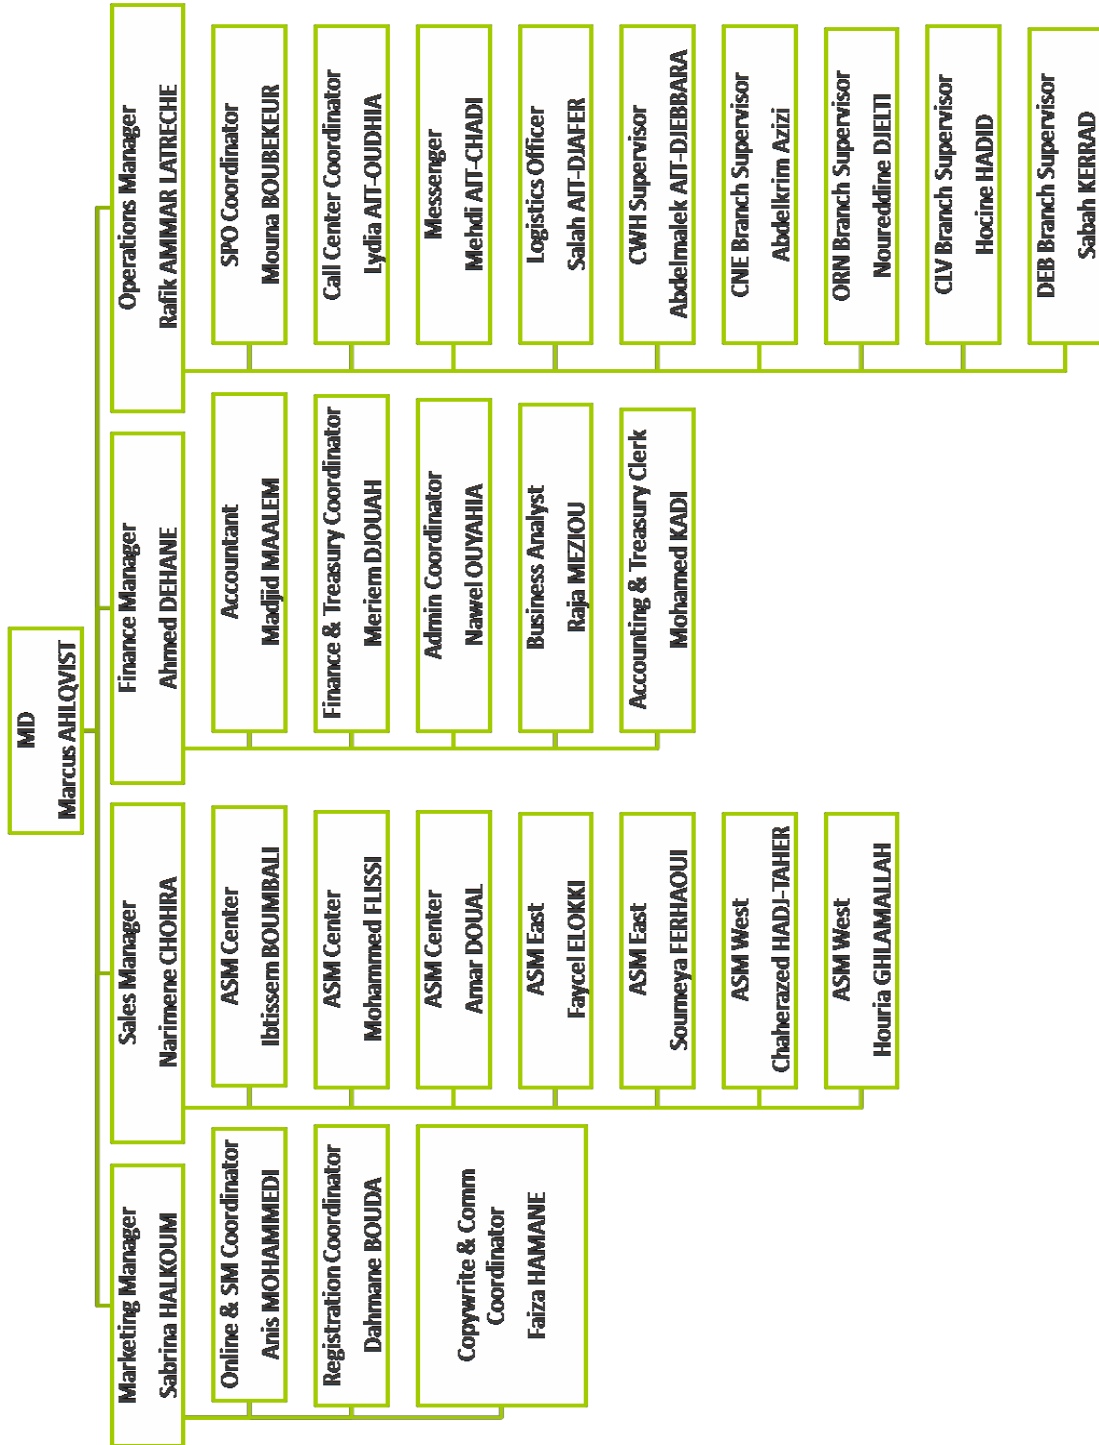 MD
Marcus AHLQVIST
Marketing Manager
Sabrina HALKOUM
Online & SM Coordinator
Anis MOHAMMEDI
Registration Coordinator
Dahmane BOUDA
Copywrite & Comm
Coordinator
Faiza HAMANE
Sales Manager
Narimene CHOHRA
ASM Center
Ibtissem BOUMBALI
ASM Center
Mohammed FLISSI
ASM Center
Amar DOUAL
ASM East
Faycel ELOKKI
ASM East
Soumeya FERHAOUI
ASM West
Chaherazed HADJ-TAHER
ASM West
Houria GHLAMALLAH
Finance Manager
Ahmed DEHANE
Accountant
Madjid MAALEM
Finance & Treasury Coordinator
Meriem DJOUAH
Admin Coordinator
Nawel OUYAHIA
Business Analyst
Raja MEZIOU
Accounting & Treasury Clerk
Mohamed KADI
Operations Manager
Rafik AMMAR LATRECHE
SPO Coordinator
Mouna BOUBEKEUR
Call Center Coordinator
Lydia AIT-OUDHIA
Messenger
Mehdi AIT-CHADI
Logistics Officer
Salah AIT-DJAFER
CWH Supervisor
Abdelmalek AIT-DJEBBARA
CNE Branch Supervisor
Abdelkrim Azizi
ORN Branch Supervisor
Noureddine DJELTI
CLV Branch Supervisor
Hocine HADID
DEB Branch Supervisor
Sabah KERRAD